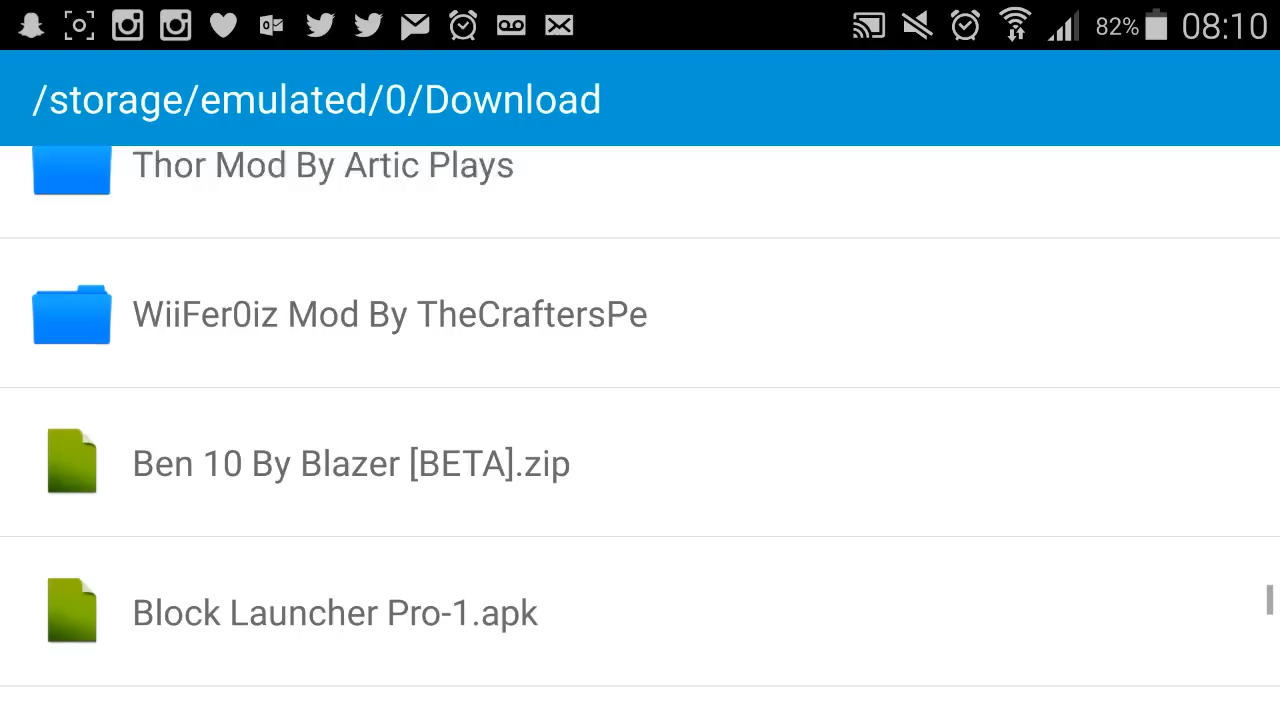 82% 08:10
/storage/emulated/0/Download
Thor Mod By Artic Plays
WiiFer0iz Mod By TheCraftersPe
Ben 10 By Blazer [BETA].zip
Block Launcher Pro-1.apk